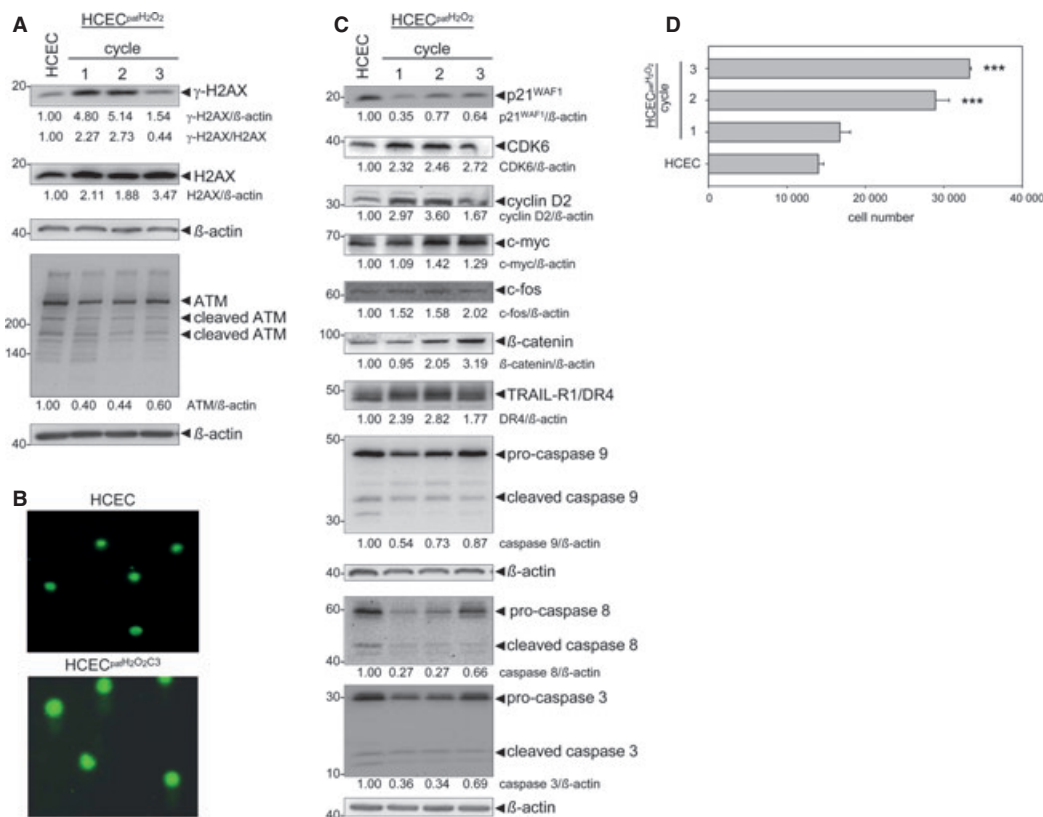 A
HCEC
HCECpatH2O2
cycle
1 2 3
20
γ-H2AX
1.00 4.80 5.14 1.54 γ-H2AX/ß-actin
1.00 2.27 2.73 0.44 γ-H2AX/H2AX
20
H2AX
1.00 2.11 1.88 3.47 H2AX/ß-actin
40
ß-actin
ATM
200
cleaved ATM
cleaved ATM
140
1.00 0.40 0.44 0.60 ATM/ß-actin
ß-actin
40
B
HCEC
HCECpatH2O2C3
C
HCEC
HCECpatH2O2
cycle
1 2 3
20
p21WAF1
1.00 0.35 0.77 0.64 p21WAF1/ß-actin
40
CDK6
1.00 2.32 2.46 2.72 CDK6/ß-actin
30
cyclin D2
1.00 2.97 3.60 1.67 cyclin D2/ß-actin
70
c-myc
1.00 1.09 1.42 1.29 c-myc/ß-actin
60
c-fos
1.00 1.52 1.58 2.02 c-fos/ß-actin
100
ß-catenin
1.00 0.95 2.05 3.19 ß-catenin/ß-actin
50
TRAIL-R1/DR4
1.00 2.39 2.82 1.77 DR4/ß-actin
50
pro-caspase 9
cleaved caspase 9
30
1.00 0.54 0.73 0.87 caspase 9/ß-actin
40
ß-actin
60
pro-caspase 8
cleaved caspase 8
40
1.00 0.27 0.27 0.66 caspase 8/ß-actin
30
pro-caspase 3
cleaved caspase 3
10
1.00 0.36 0.34 0.69 caspase 3/ß-actin
40
ß-actin
D
HCECpatH2O2
cycle
3
***
2
***
1
HCEC
0 10 000 20 000 30 000 40 000
cell number